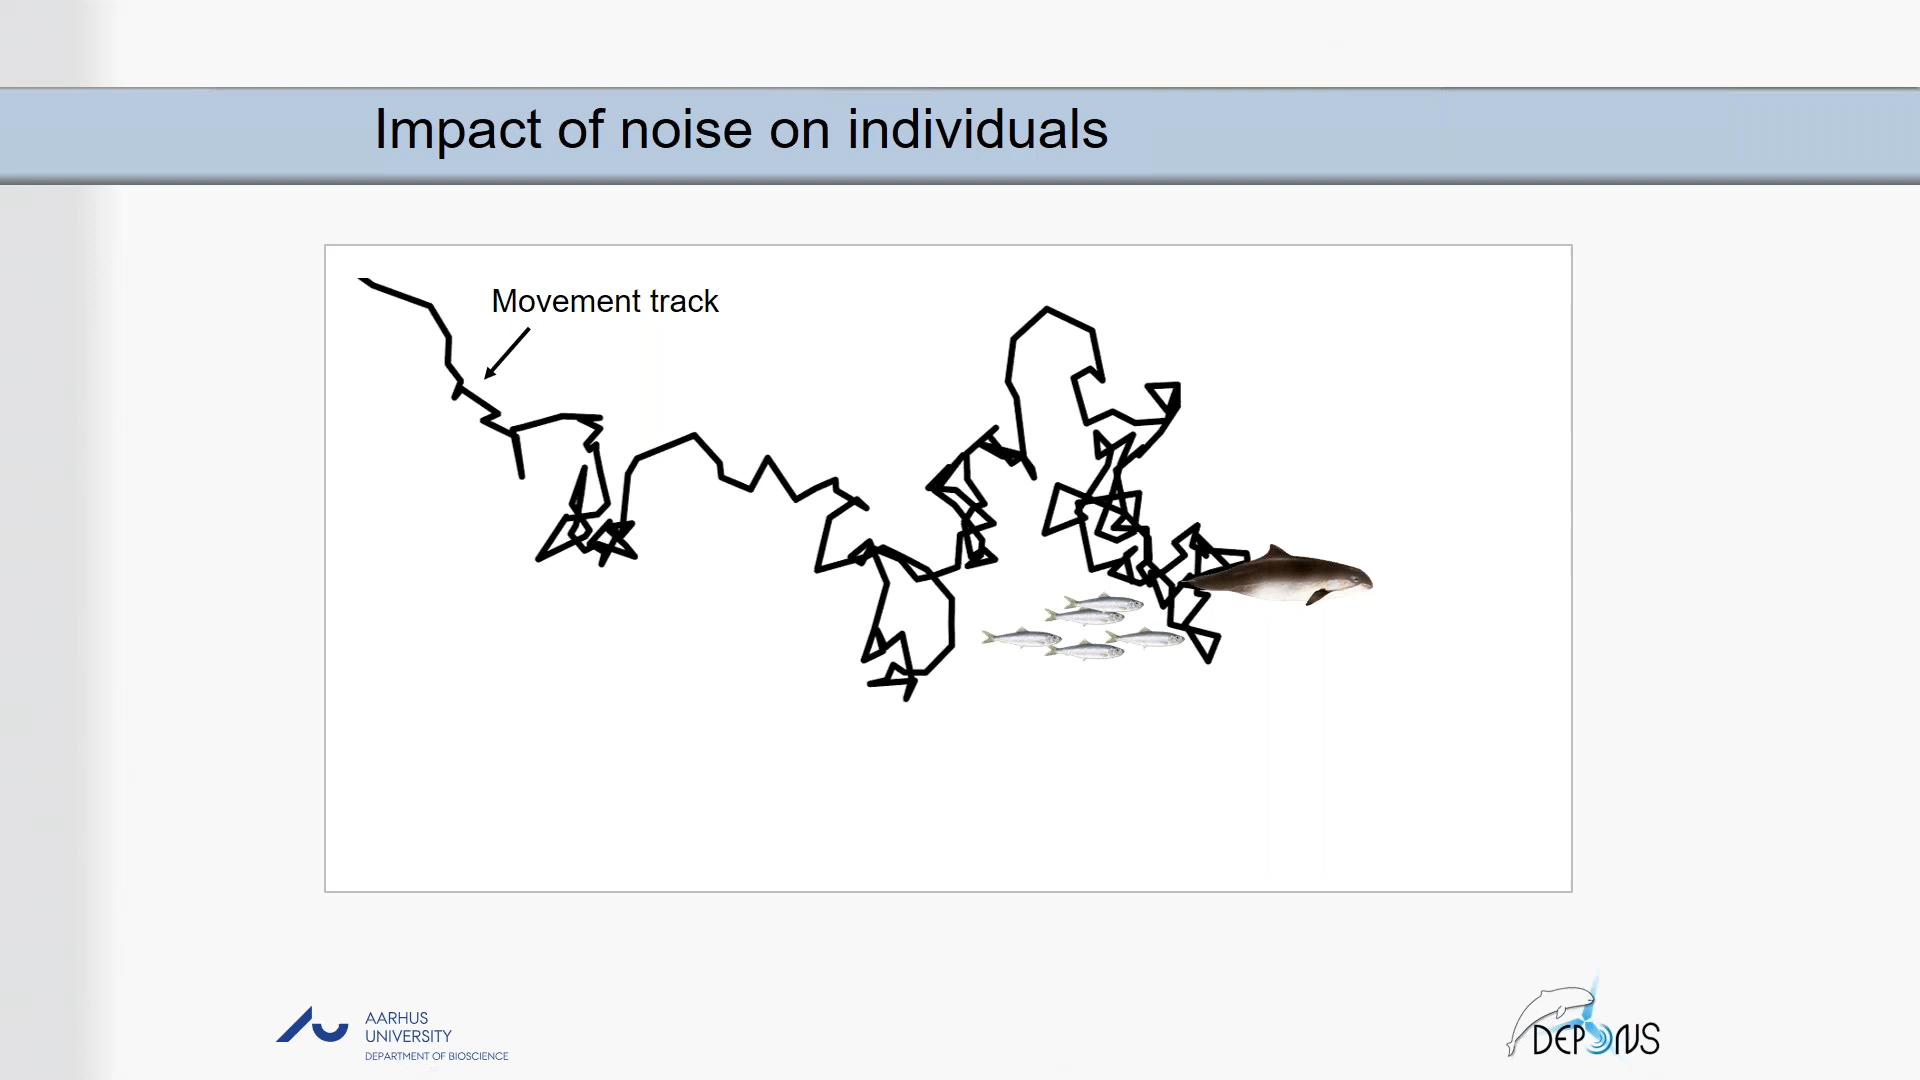 Impact of noise on individuals
Movement track
AARHUS
UNIVERSITY
DEPARTMENT OF BIOSCIENCE
DEPONS